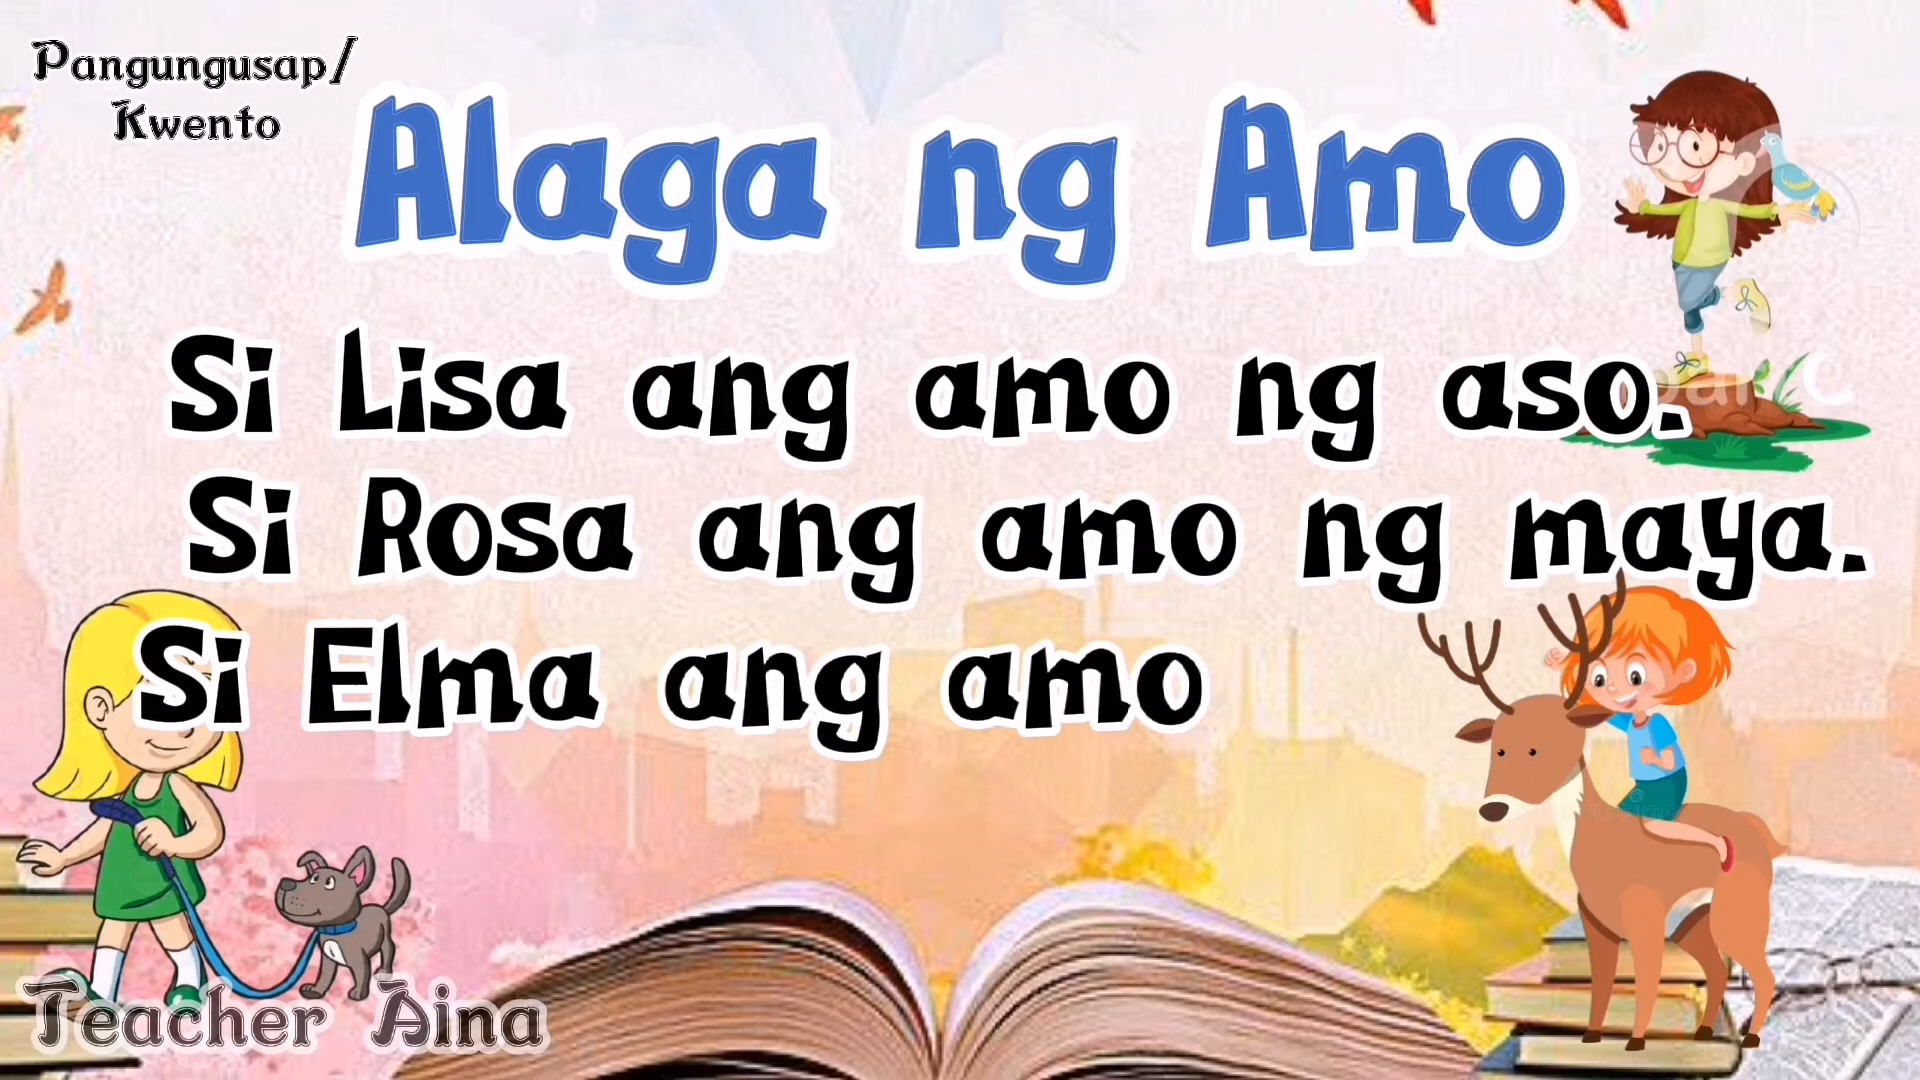 Pangungusap/
Kwento
Alaga ng Amo
Si Lisa ang amo ng aso.
Si Rosa ang amo ng maya.
Si Elma ang amo
Teacher Aina